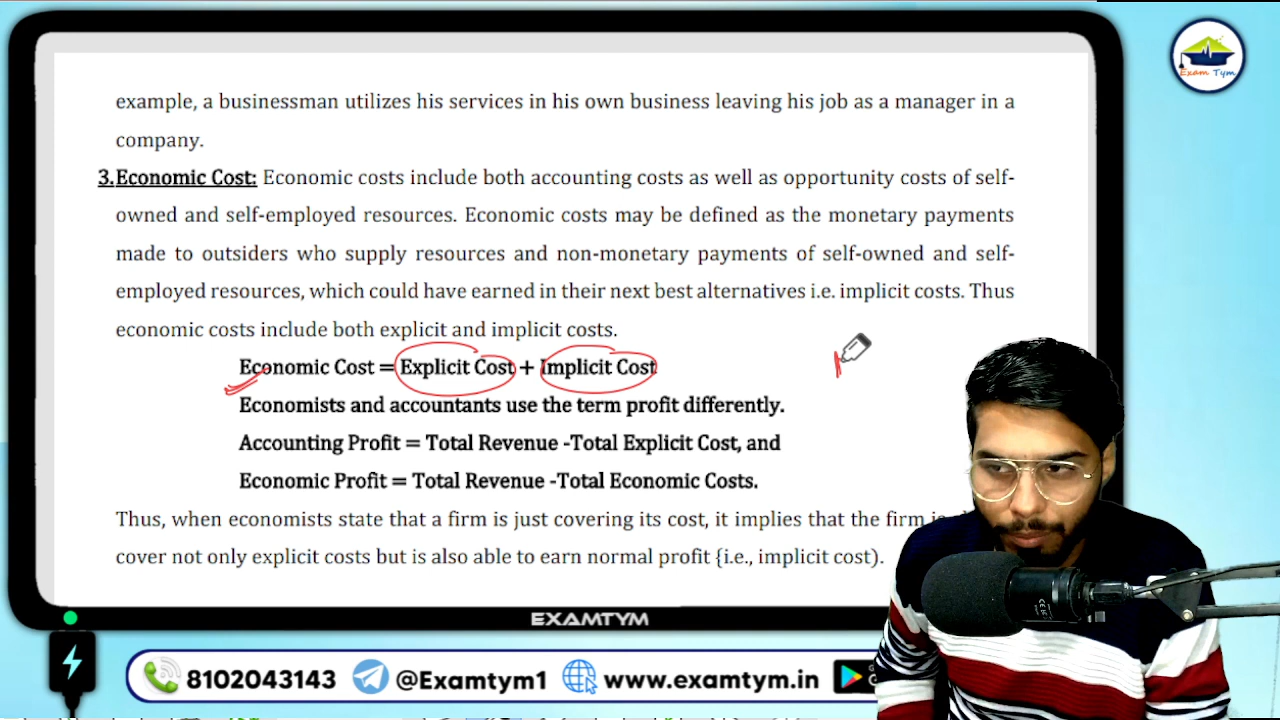 Exam Tym
example, a businessman utilizes his services in his own business leaving his job as a manager in a
company.
3. Economic Cost: Economic costs include both accounting costs as well as opportunity costs of self-
owned and self-employed resources. Economic costs may be defined as the monetary payments
made to outsiders who supply resources and non-monetary payments of self-owned and self-
employed resources, which could have earned in their next best alternatives i.e. implicit costs. Thus
economic costs include both explicit and implicit costs.
Economic Cost = Explicit Cost + Implicit Cost
Economists and accountants use the term profit differently.
Accounting Profit = Total Revenue -Total Explicit Cost, and
Economic Profit = Total Revenue -Total Economic Costs.
Thus, when economists state that a firm is just covering its cost, it implies that the firm
cover not only explicit costs but is also able to earn normal profit {i.e., implicit cost).
EXAMTYM
8102043143 @Examtym1 www.examtym.in